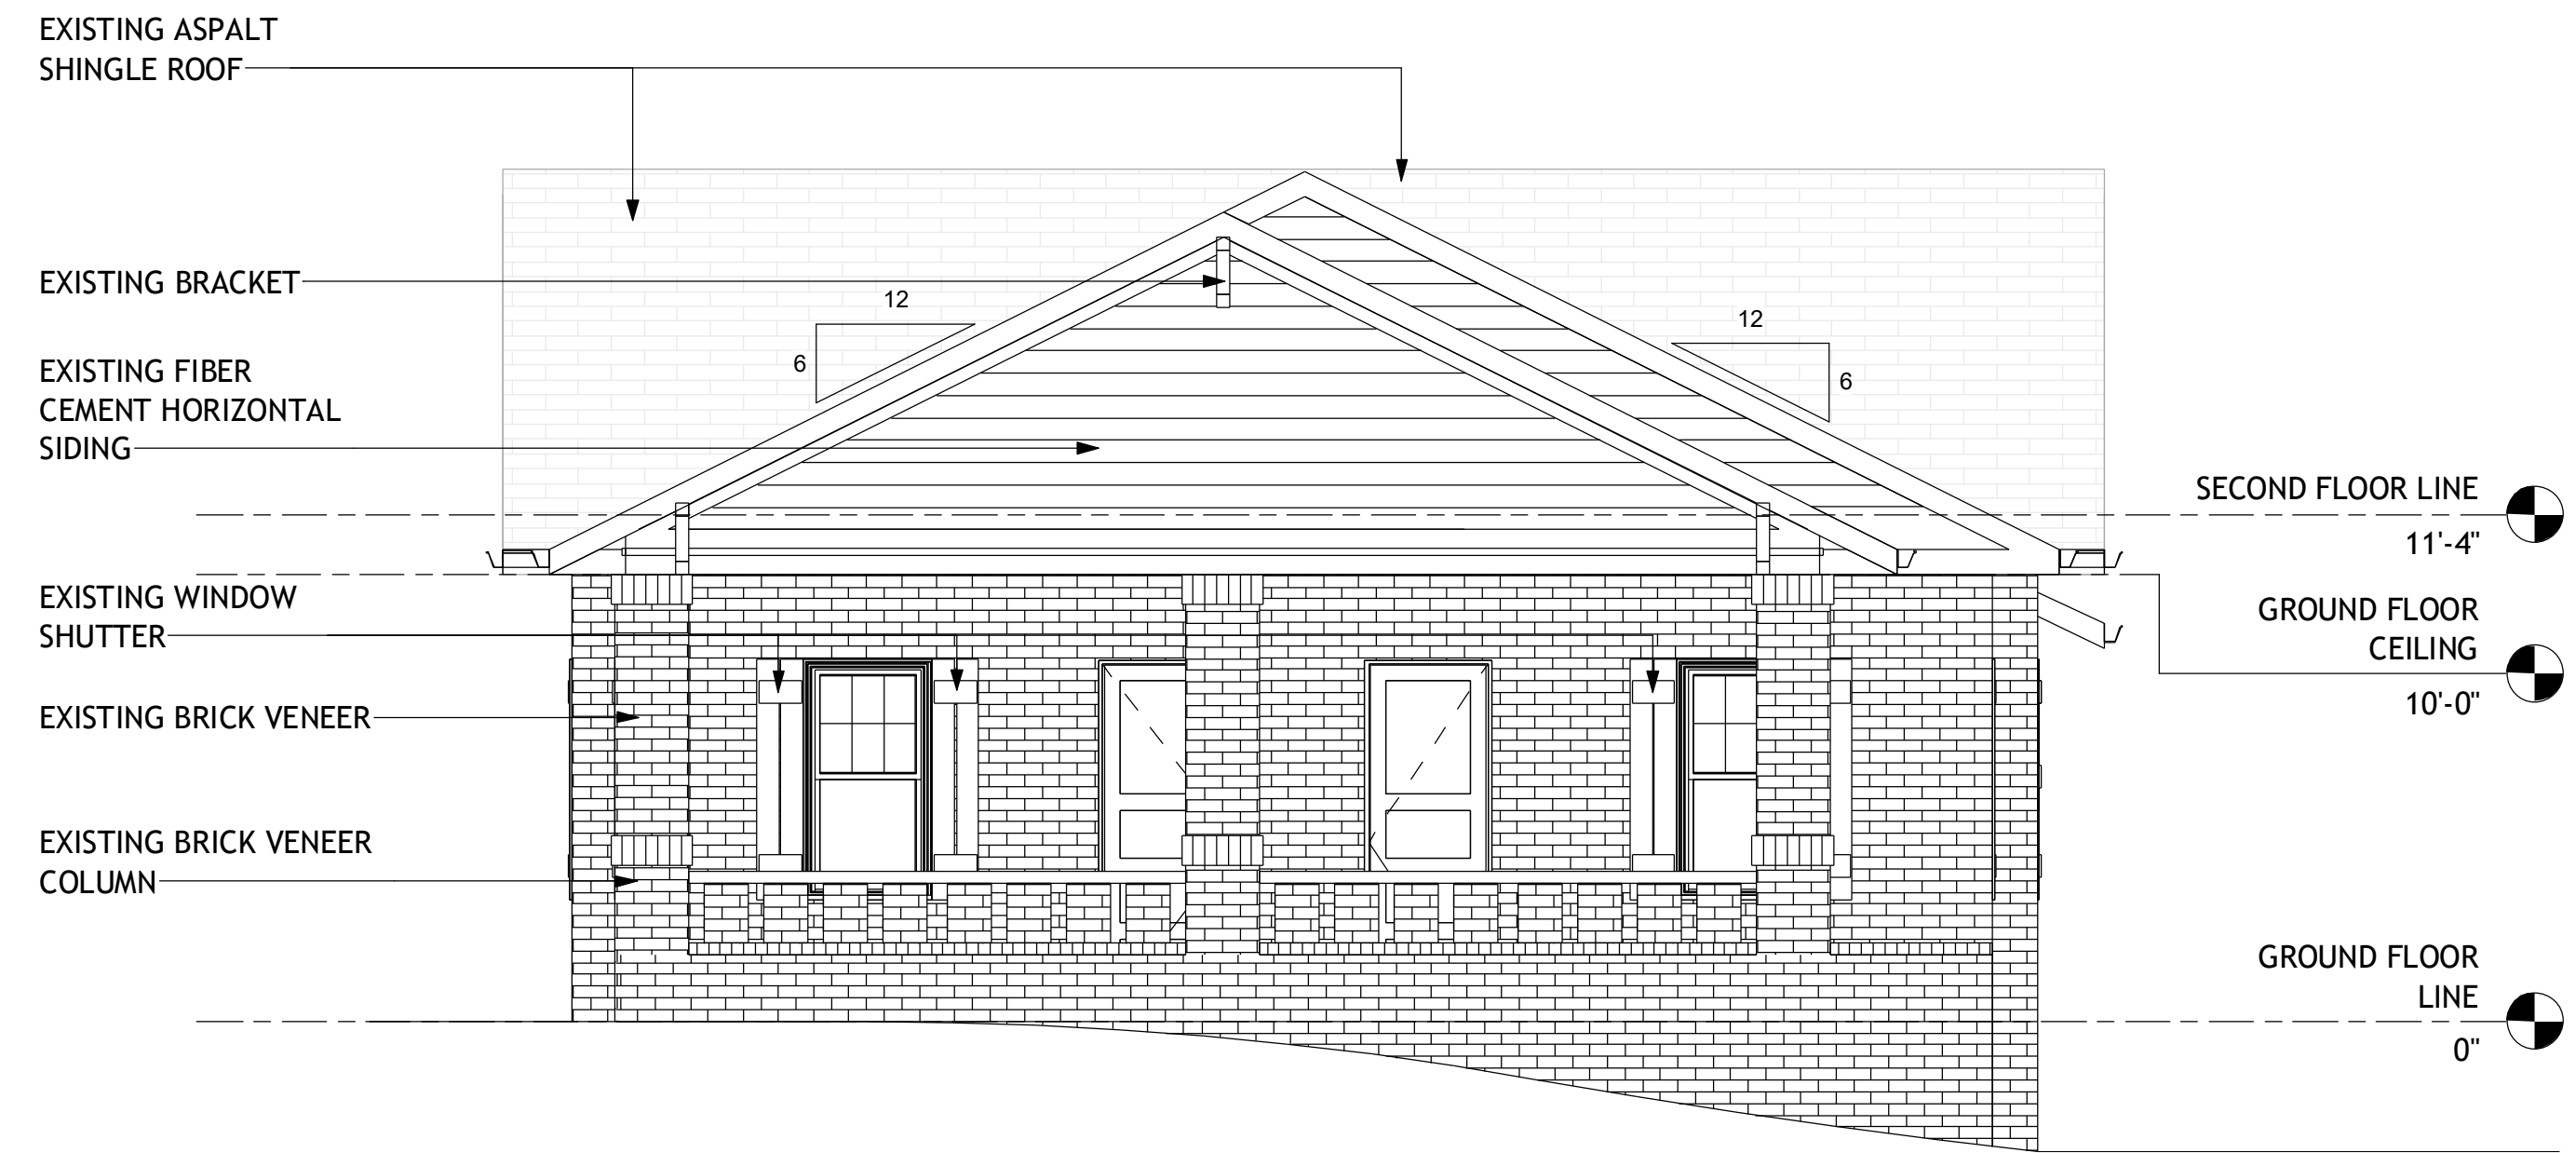 EXISTING ASPALT
SHINGLE ROOF
EXISTING BRACKET
12
6
12
6
EXISTING FIBER
CEMENT HORIZONTAL
SIDING
SECOND FLOOR LINE
11'-4"
EXISTING WINDOW
SHUTTER
GROUND FLOOR
CEILING
10'-0"
EXISTING BRICK VENEER
EXISTING BRICK VENEER
COLUMN
GROUND FLOOR
LINE
0"